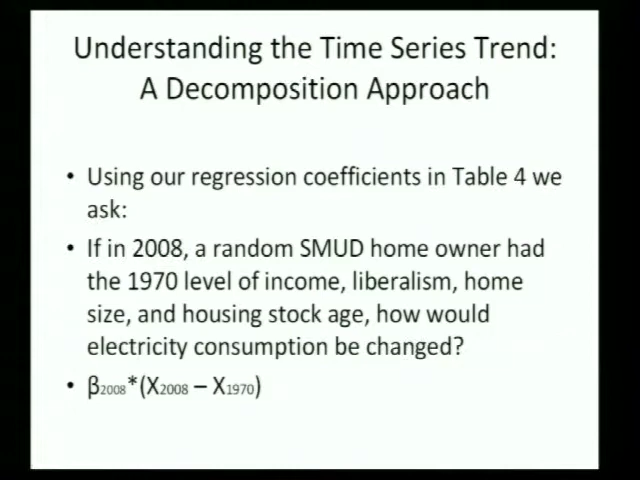 Understanding the Time Series Trend:
A Decomposition Approach
• Using our regression coefficients in Table 4 we
ask:
• If in 2008, a random SMUD home owner had
the 1970 level of income, liberalism, home
size, and housing stock age, how would
electricity consumption be changed?
• β2008*(X2008 – X1970)